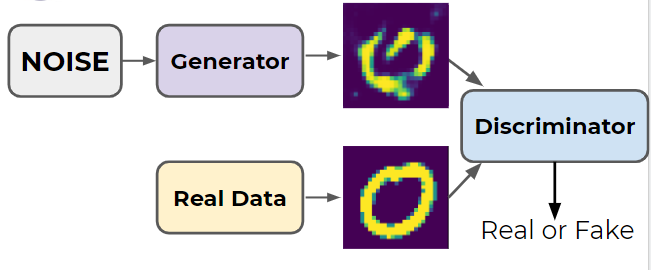 NOISE
Generator
Discriminator
Real Data
Real or Fake